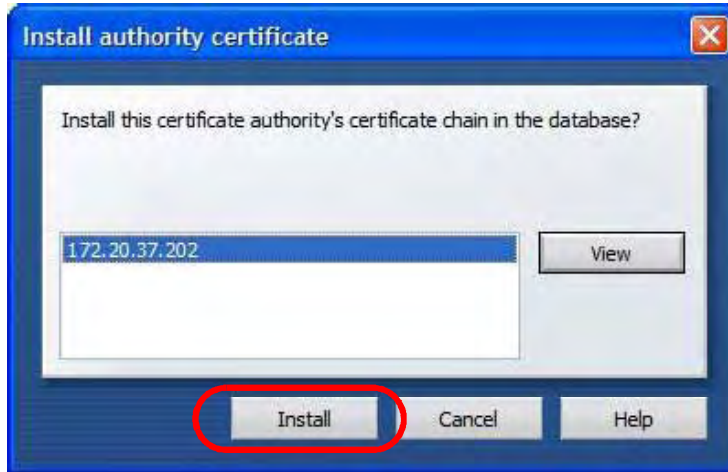 Install authority certificate
Install this certificate authority's certificate chain in the database?
172.20.37.202
View
Install
Cancel
Help